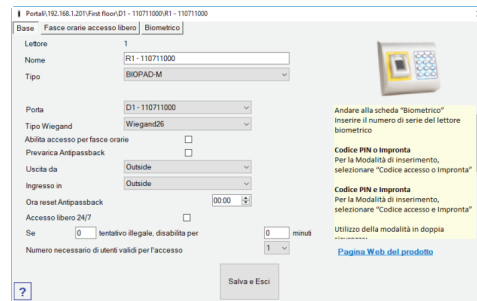 Portali\192.168.1.201\First floor\D1 - 110711000\R1 - 110711000
Base Fasce orarie accesso libero Biometrico
Lettore 1
Nome R1 - 110711000
Tipo BIOPAD-M
Porta D1 - 110711000
Tipo Wiegand Wiegand26
Abilita accesso per fasce orarie
Prevarica Antipassback
Uscita da Outside
Ingresso in Outside
Ora reset Antipassback 00:00
Accesso libero 24/7
Se 0 tentativo illegale, disabilita per 0 minuti
Numero necessario di utenti validi per l'accesso 1
Salva e Esci
?
Andare alla scheda "Biometrico"
Inserire il numero di serie del lettore
biometrico
Codice PIN o Impronta
Per la Modalità di inserimento,
selezionare "Codice accesso o Impronta"
Codice PIN e Impronta
Per la Modalità di inserimento,
selezionare "Codice accesso e Impronta"
Utilizzo della modalità in doppia
Pagina Web del prodotto